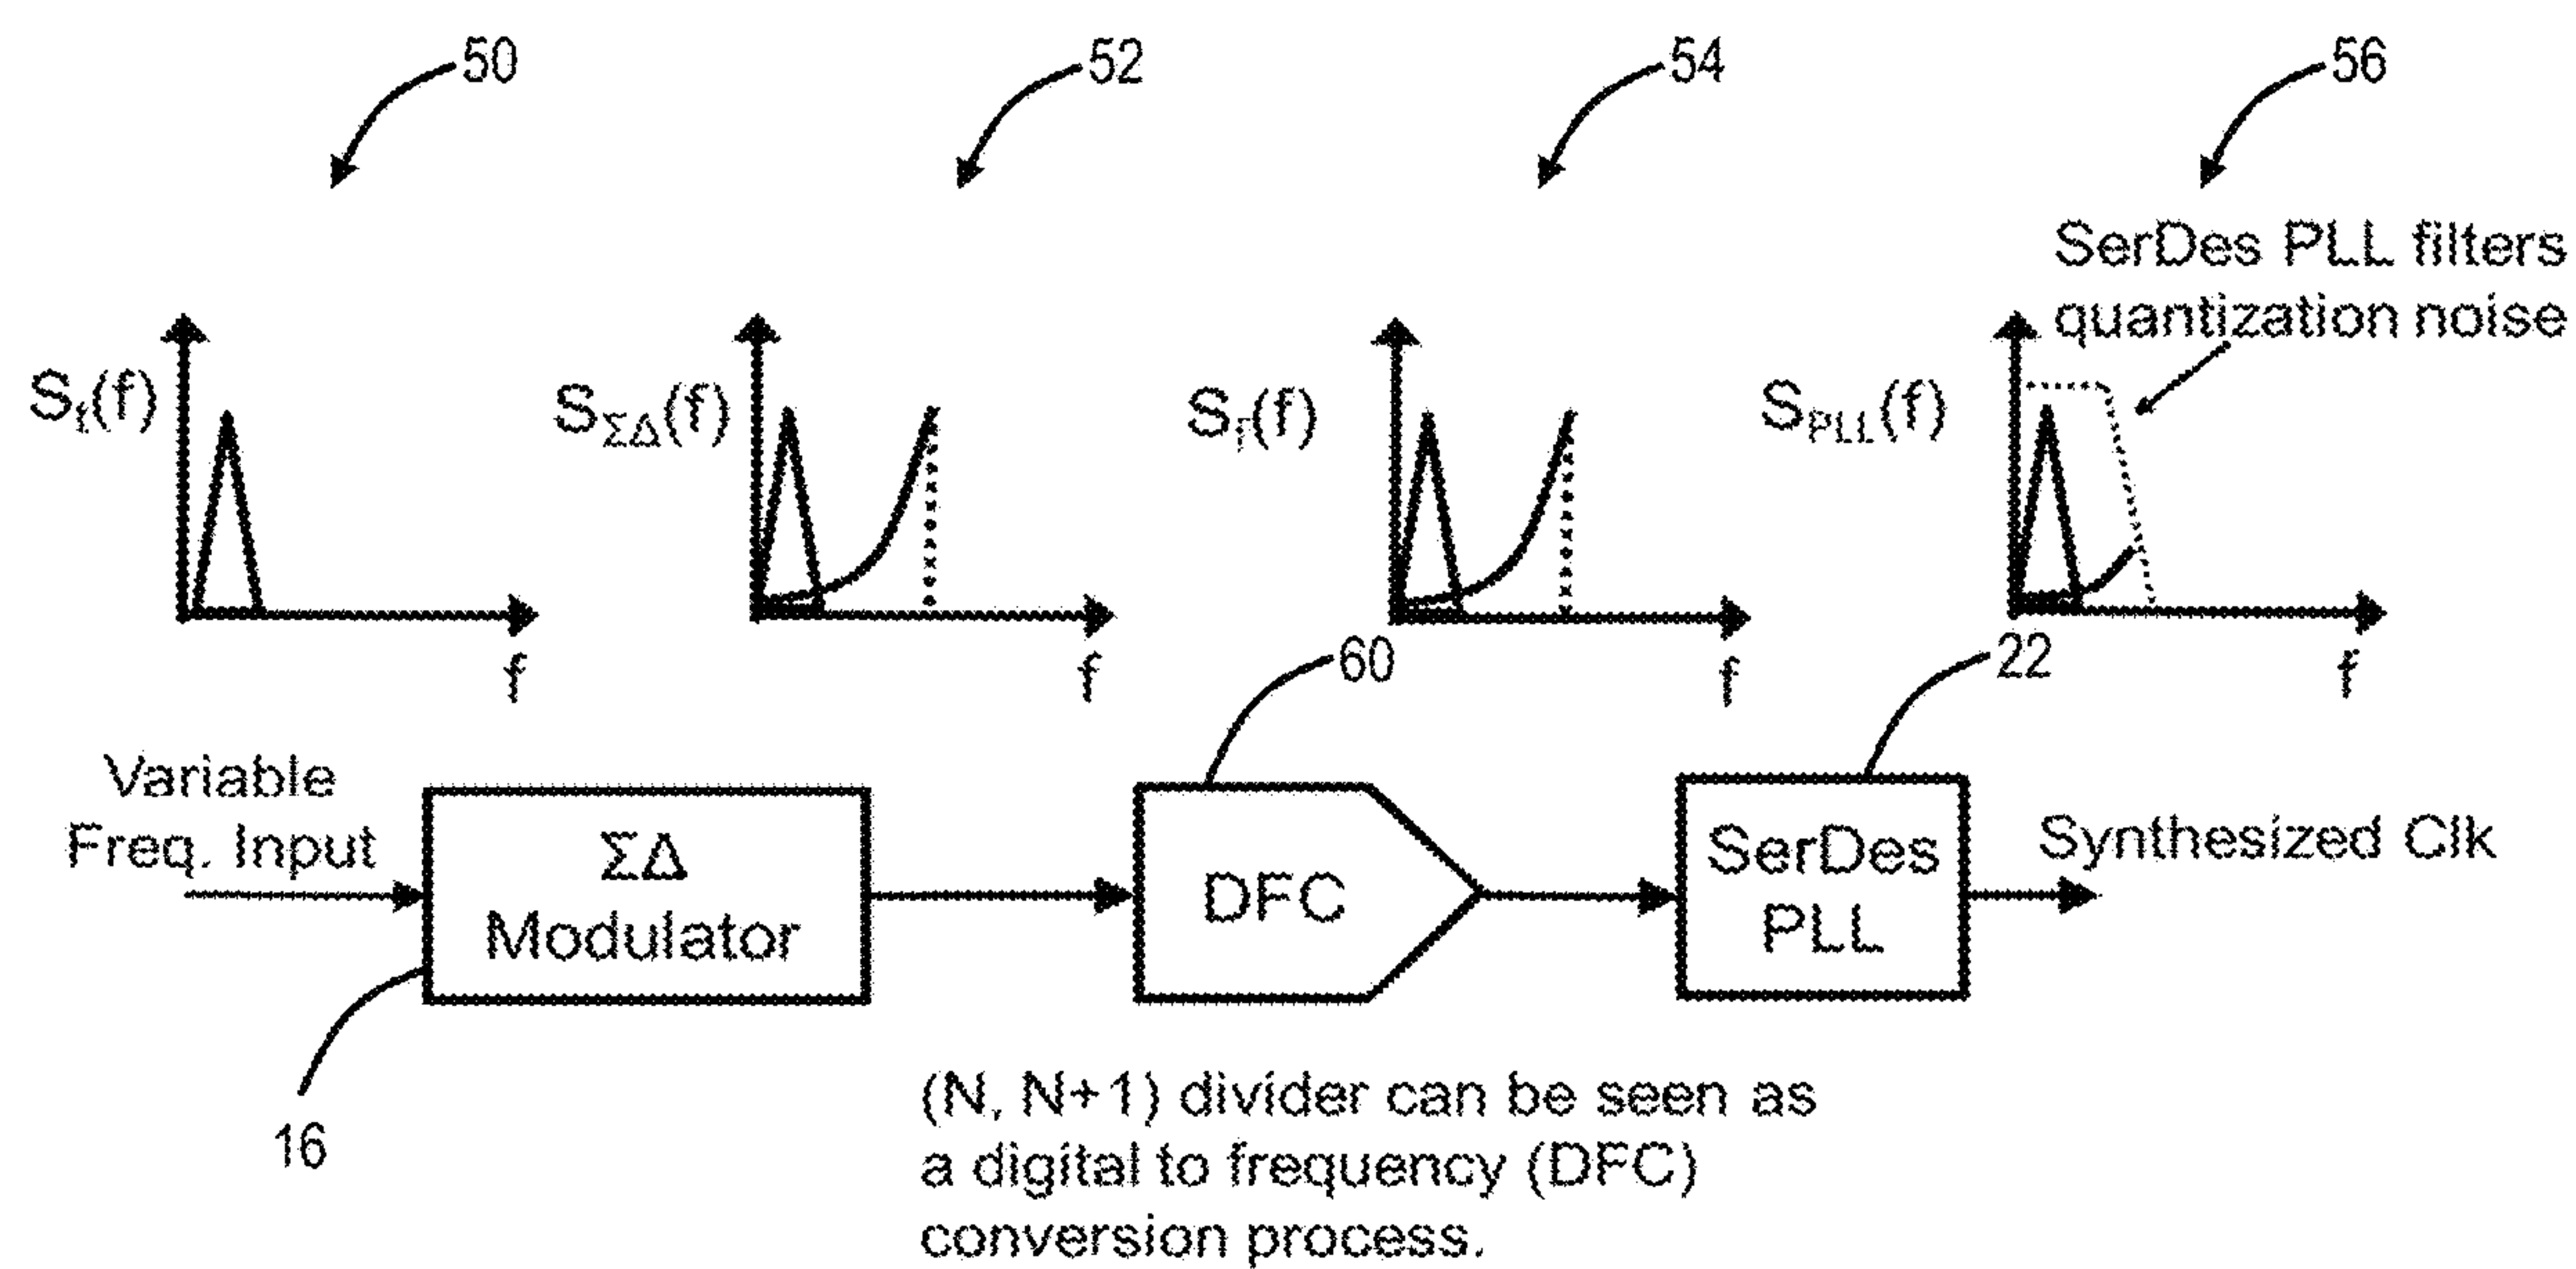 50
52
54
56
SerDes PLL filters
quantization noise
Sf(f)
SΣΔ(f)
Sr(f)
SPLL(f)
f
f
f
f
60
22
Variable
Freq. Input
ΣΔ
Modulator
DFC
SerDes
PLL
Synthesized Clk
16
(N, N+1) divider can be seen as
a digital to frequency (DFC)
conversion process.